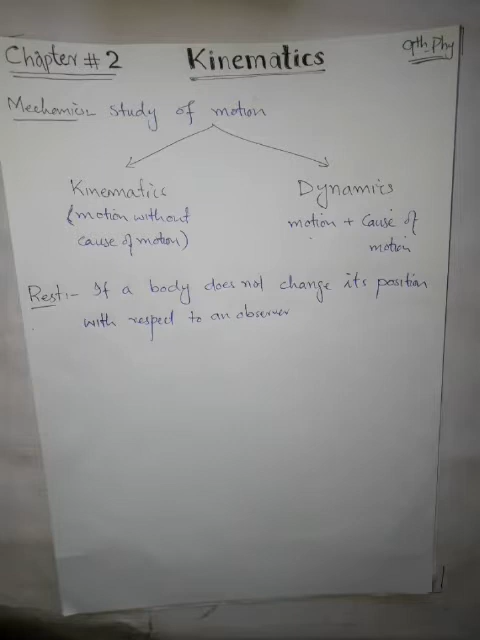 Chapter # 2 Kinematics 9th Phy
Mechanics:- Study of motion
Kinematics Dynamics
(motion without motion + Cause of
cause of motion) motion
Rest:- If a body does not change its position
with respect to an observer